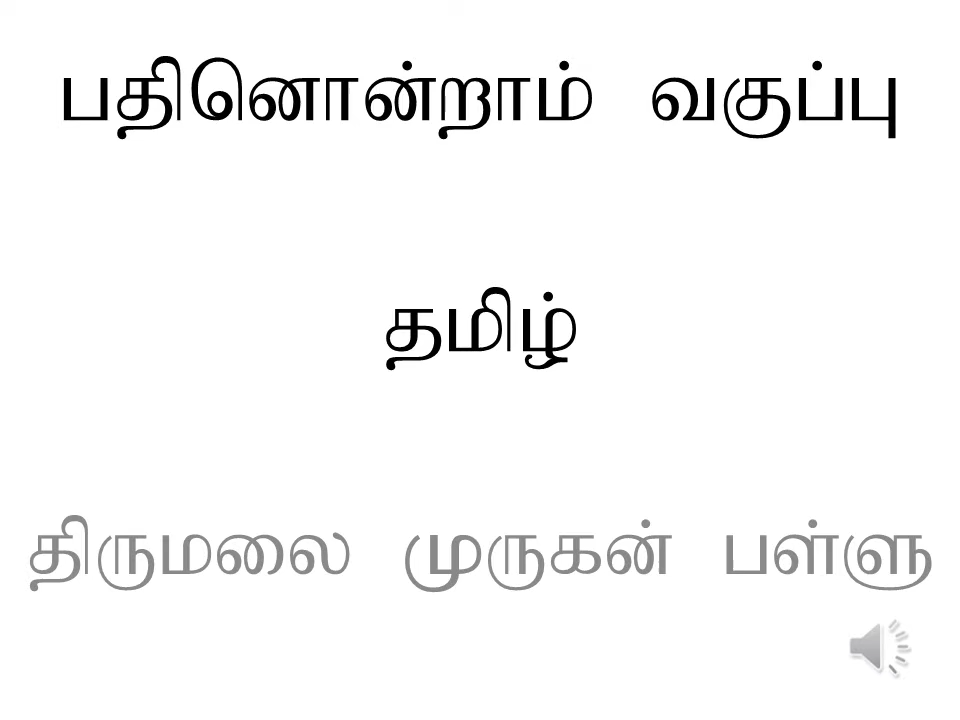 பதினொன்றாம் வகுப்பு
தமிழ்
திருமலை முருகன் பள்ளு